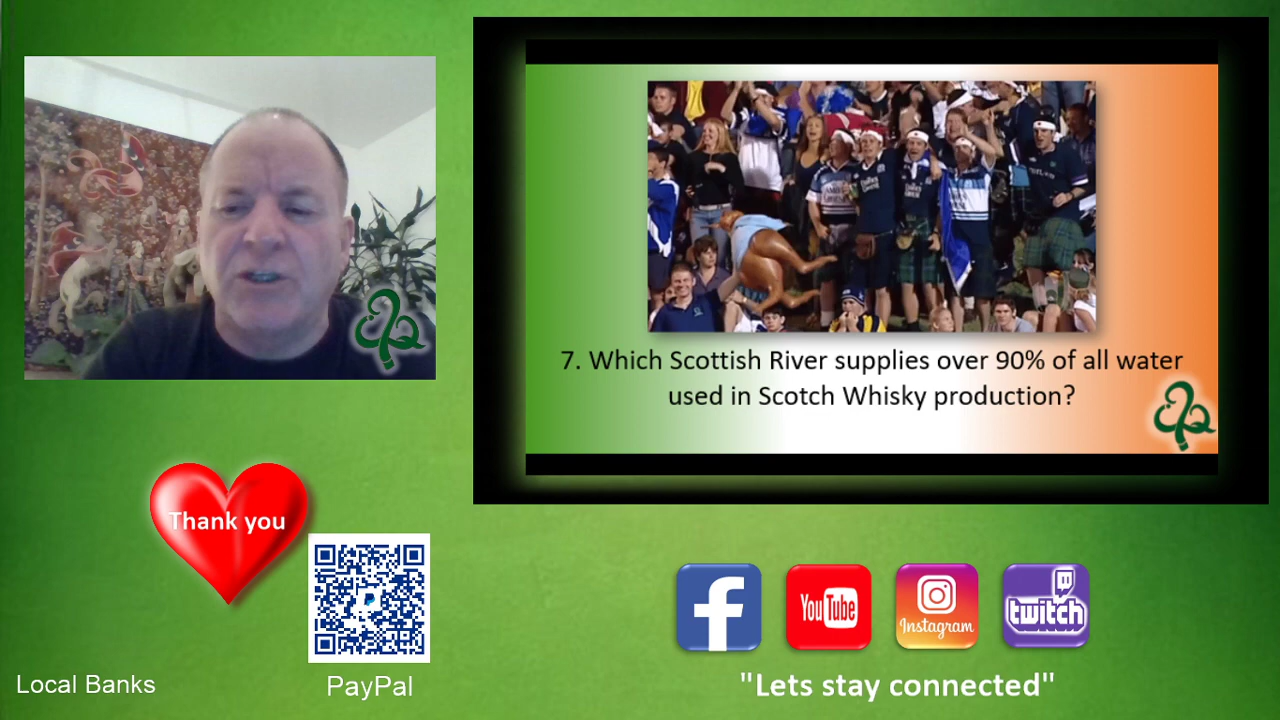 7. Which Scottish River supplies over 90% of all water
used in Scotch Whisky production?
Thank you
Local Banks
PayPal
f
YouTube
Instagram
twitch
"Lets stay connected"